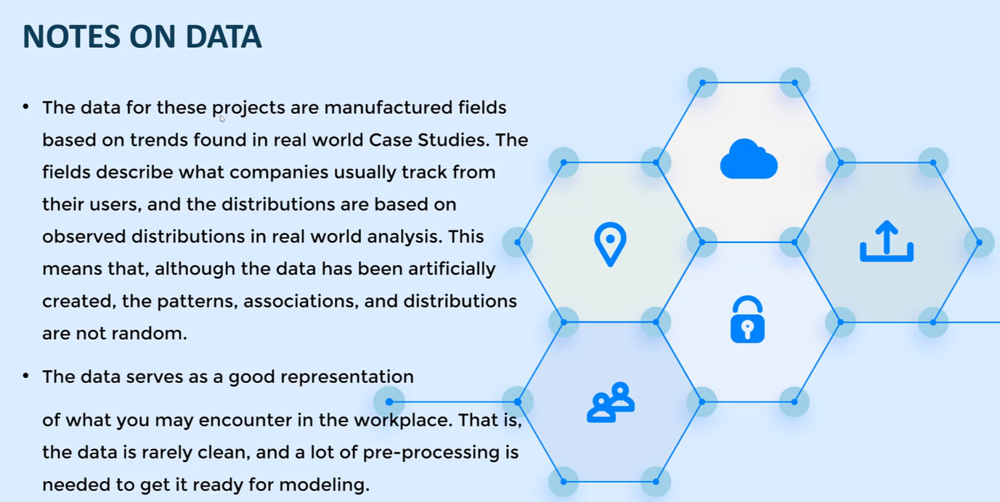 NOTES ON DATA
• The data for these projects are manufactured fields
based on trends found in real world Case Studies. The
fields describe what companies usually track from
their users, and the distributions are based on
observed distributions in real world analysis. This
means that, although the data has been artificially
created, the patterns, associations, and distributions
are not random.
• The data serves as a good representation
of what you may encounter in the workplace. That is,
the data is rarely clean, and a lot of pre-processing is
needed to get it ready for modeling.